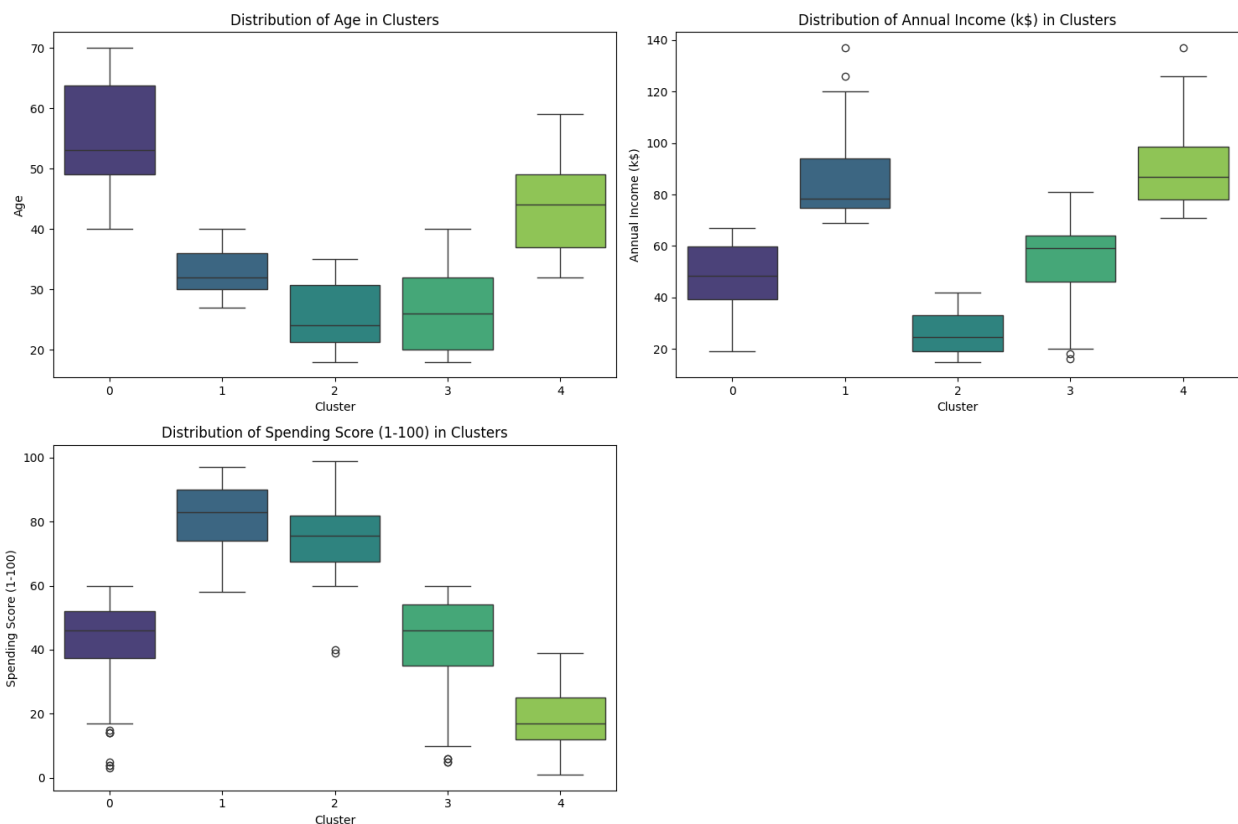 Distribution of Age in Clusters
70
60
50
40
30
20
Age
0 1 2 3 4
Cluster
Distribution of Annual Income (k$) in Clusters
140
120
100
80
60
40
20
Annual Income (k$)
0 1 2 3 4
Cluster
Distribution of Spending Score (1-100) in Clusters
100
80
60
40
20
0
Spending Score (1-100)
0 1 2 3 4
Cluster